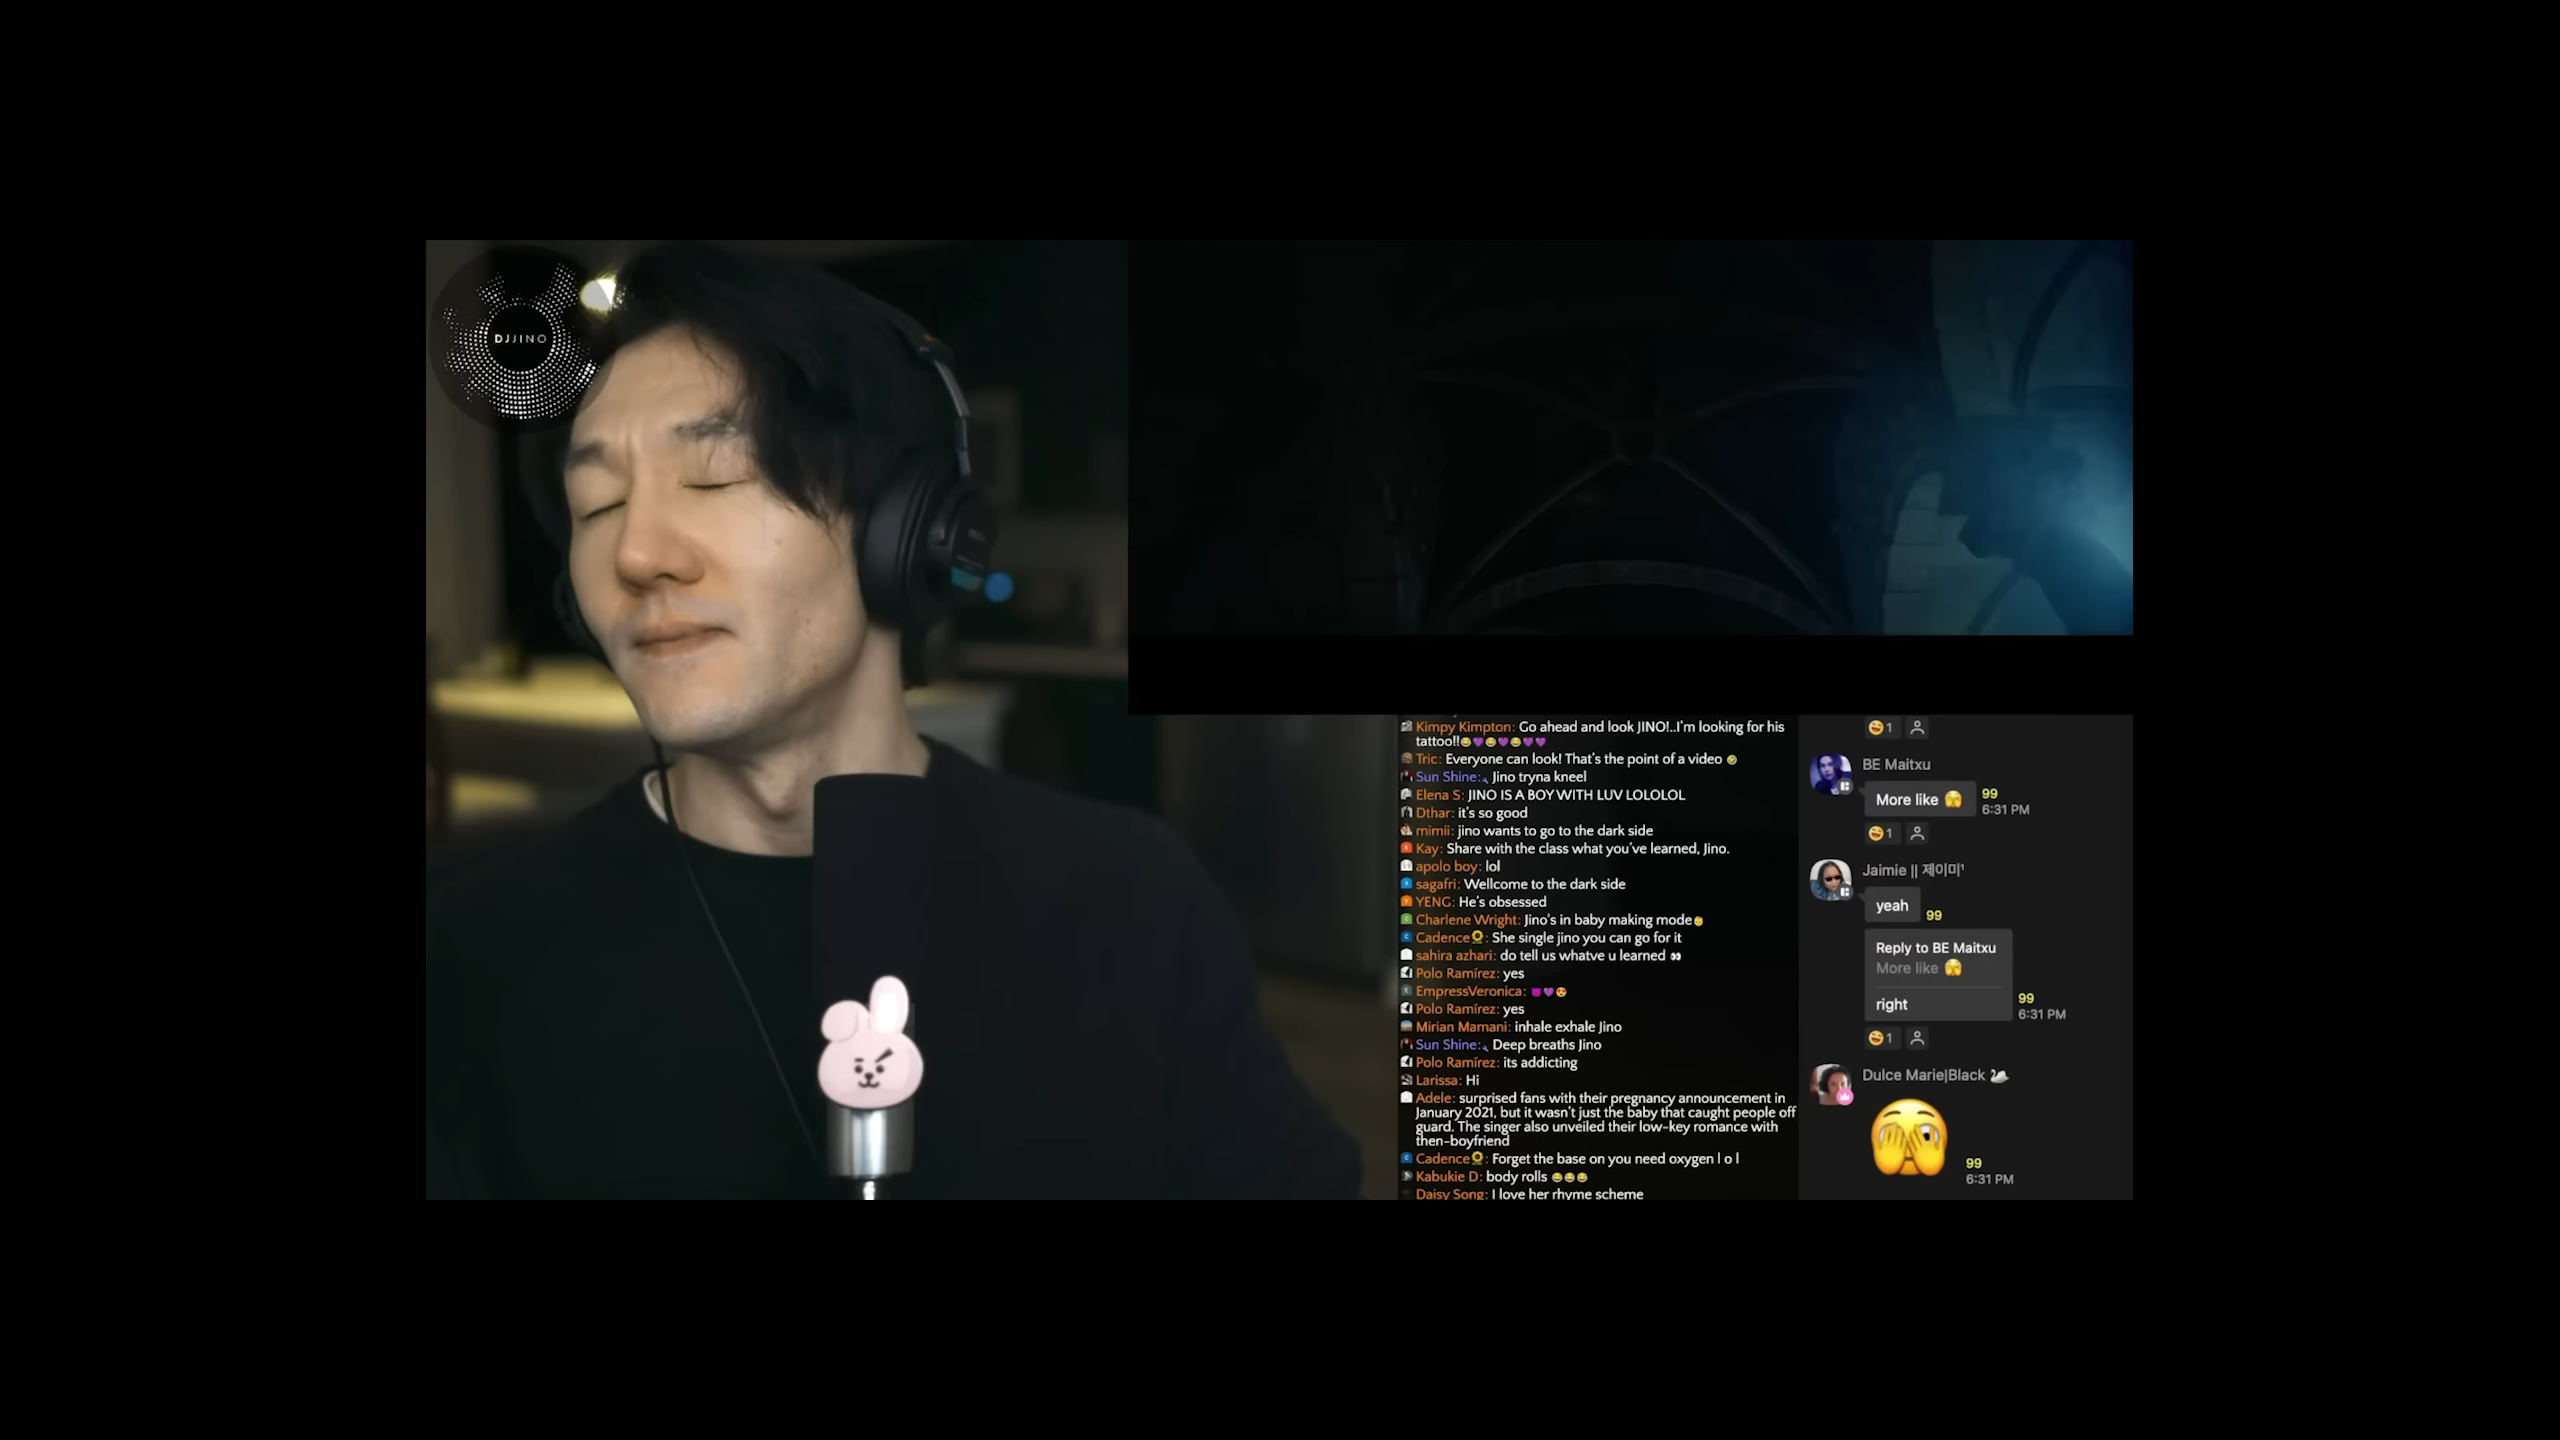 DJJINO
Kimpy Kimpton: Go ahead and look JINO!..I'm looking for his
tattoo!!😂💜😂💜😂💜💜
Tric: Everyone can look! That's the point of a video 🤣
Sun Shine: Jino tryna kneel
Elena S: JINO IS A BOY WITH LUV LOLOLOL
Dthar: it's so good
mimii: jino wants to go to the dark side
Kay: Share with the class what you've learned, Jino.
apolo boy: lol
sagafri: Wellcome to the dark side
YENG: He's obsessed
Charlene Wright: Jino's in baby making mode
Cadence🌻: She single jino you can go for it
sahira azhari: do tell us whatve u learned 👀
Polo Ramírez: yes
EmpressVeronica: 😈💜😍
Polo Ramírez: yes
Mirian Mamani: inhale exhale Jino
Sun Shine: Deep breaths Jino
Polo Ramírez: its addicting
Larissa: Hi
Adele: surprised fans with their pregnancy announcement in
January 2021, but it wasn't just the baby that caught people off
guard. The singer also unveiled their low-key romance with
then-boyfriend
Cadence🌻: Forget the base on you need oxygen l o l
Kabukie D: body rolls 😂😂😂
Daisy Song: I love her rhyme scheme
😆 1
BE Maitxu
More like 🫣
99
6:31 PM
😆 1
Jaimie || 제이미¹
yeah
99
Reply to BE Maitxu
More like 🫣
right
99
6:31 PM
😆 1
Dulce Marie|Black 🦢
🫣
99
6:31 PM